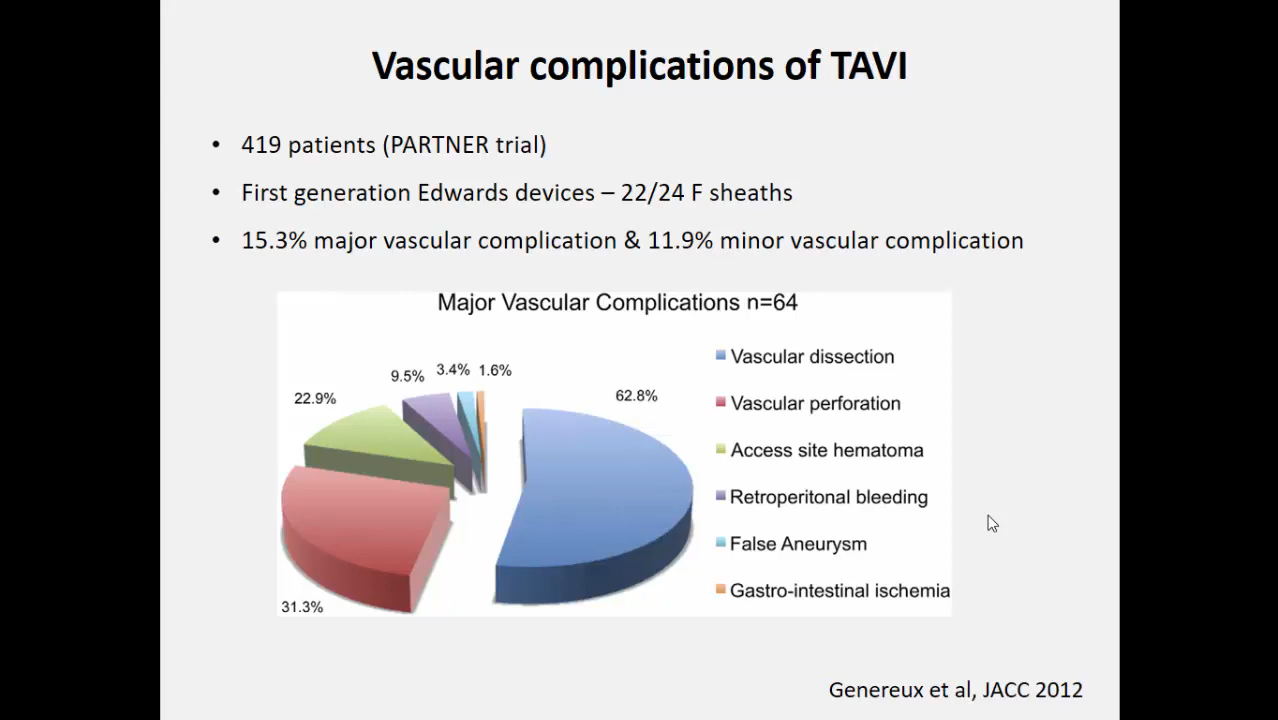 Vascular complications of TAVI
• 419 patients (PARTNER trial)
• First generation Edwards devices – 22/24 F sheaths
• 15.3% major vascular complication & 11.9% minor vascular complication
Major Vascular Complications n=64
62.8%
31.3%
22.9%
9.5%
3.4%
1.6%
Vascular dissection
Vascular perforation
Access site hematoma
Retroperitonal bleeding
False Aneurysm
Gastro-intestinal ischemia
Genereux et al, JACC 2012